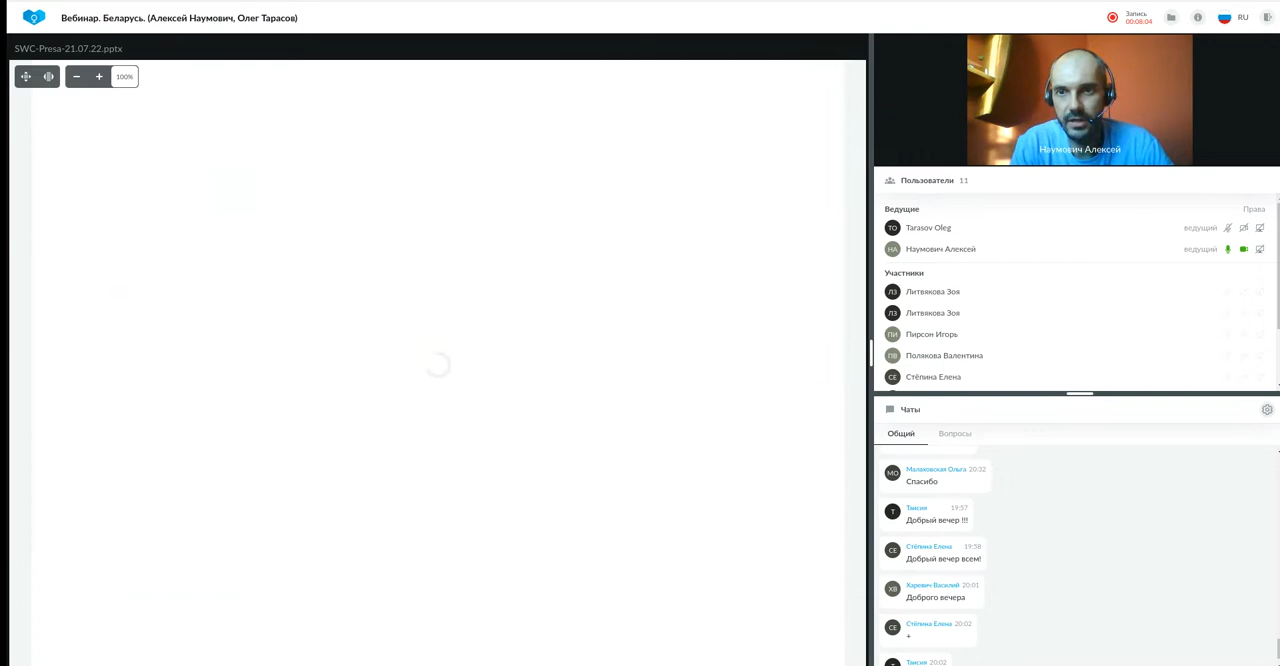 Вебинар. Беларусь. (Алексей Наумович, Олег Тарасов)
Запись
00:08:04
RU
SWC-Presa-21.07.22.pptx
100%
Наумович Алексей
Пользователи 11
Ведущие Права
TO Tarasov Oleg ведущий
НА Наумович Алексей ведущий
Участники
ЛЗ Литвякова Зоя
ЛЗ Литвякова Зоя
ПИ Пирсон Игорь
ПВ Полякова Валентина
СЕ Стёпина Елена
Чаты
Общий Вопросы
МО Малаховская Ольга 20:32
Спасибо
Т Таисия 19:57
Добрый вечер !!!
СЕ Стёпина Елена 19:58
Добрый вечер всем!
ХВ Харевич Василий 20:01
Доброго вечера
СЕ Стёпина Елена 20:02
+
Таисия 20:02